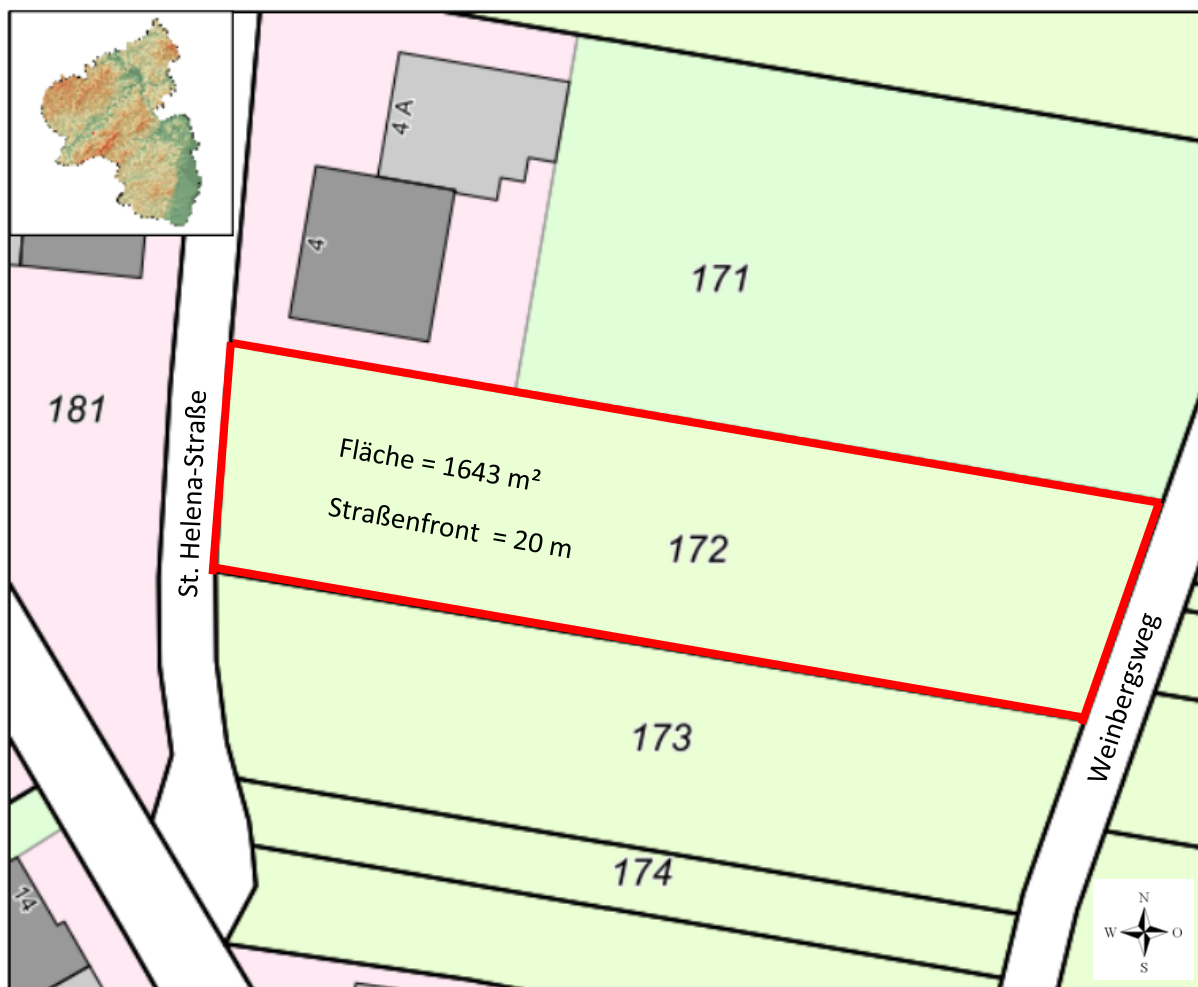 4 A
4
171
181
St. Helena-Straße
Fläche = 1643 m²
Straßenfront = 20 m
172
Weinbergsweg
173
174
14
N
W O
S